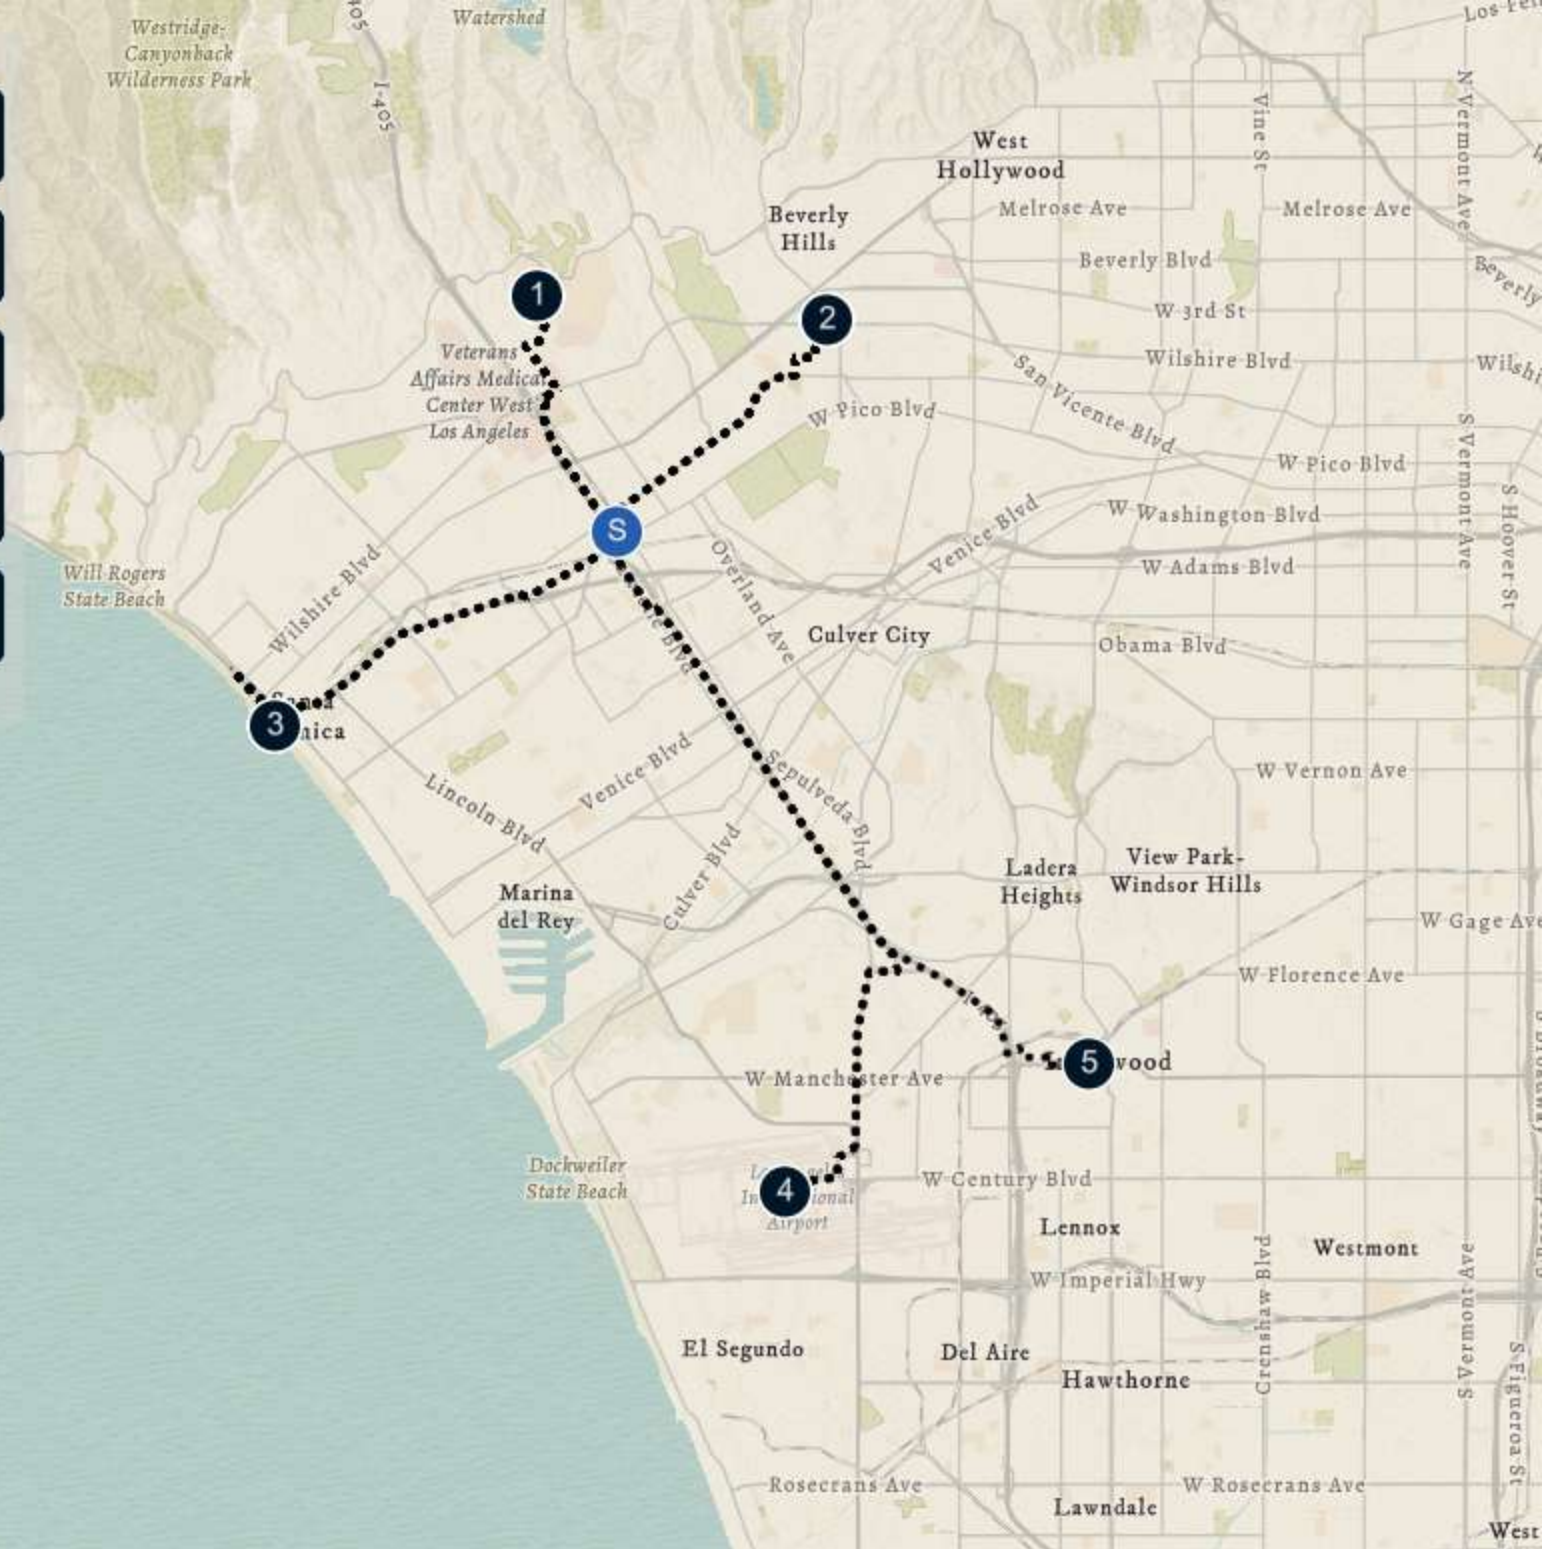 Westridge-
Canyonback
Wilderness Park
I-405
Watershed
West
Hollywood
Vine St
N Vermont Ave
Beverly
Hills
Melrose Ave
Melrose Ave
Beverly Blvd
Beverly
1
2
W 3rd St
Veterans
Affairs Medical
Center West
Los Angeles
Wilshire Blvd
San Vicente Blvd
W Pico Blvd
W Pico Blvd
S Vermont Ave
S Hoover St
S
W Washington Blvd
Venice Blvd
W Adams Blvd
Will Rogers
State Beach
Wilshire Blvd
Overland Ave
Culver City
Obama Blvd
3
Lincoln Blvd
Venice Blvd
Sepulveda Blvd
W Vernon Ave
Culver Blvd
Marina
del Rey
Ladera
Heights
View Park-
Windsor Hills
W Gage Ave
W Florence Ave
5
W Manchester Ave
Dockweiler
State Beach
4
Airport
W Century Blvd
Lennox
Westmont
W Imperial Hwy
Crenshaw Blvd
S Vermont Ave
El Segundo
Del Aire
Hawthorne
S Figueroa St
Rosecrans Ave
W Rosecrans Ave
Lawndale
West